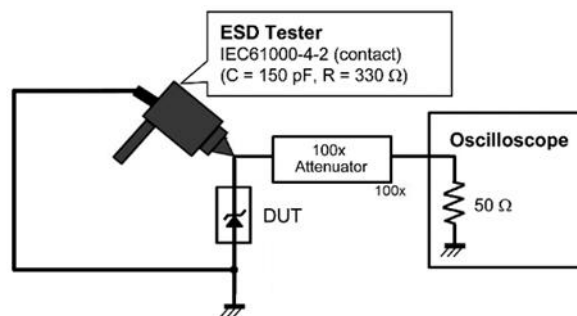 ESD Tester
IEC61000-4-2 (contact)
(C = 150 pF, R = 330 Ω)
100x
Attenuator
100x
Oscilloscope
50 Ω
DUT